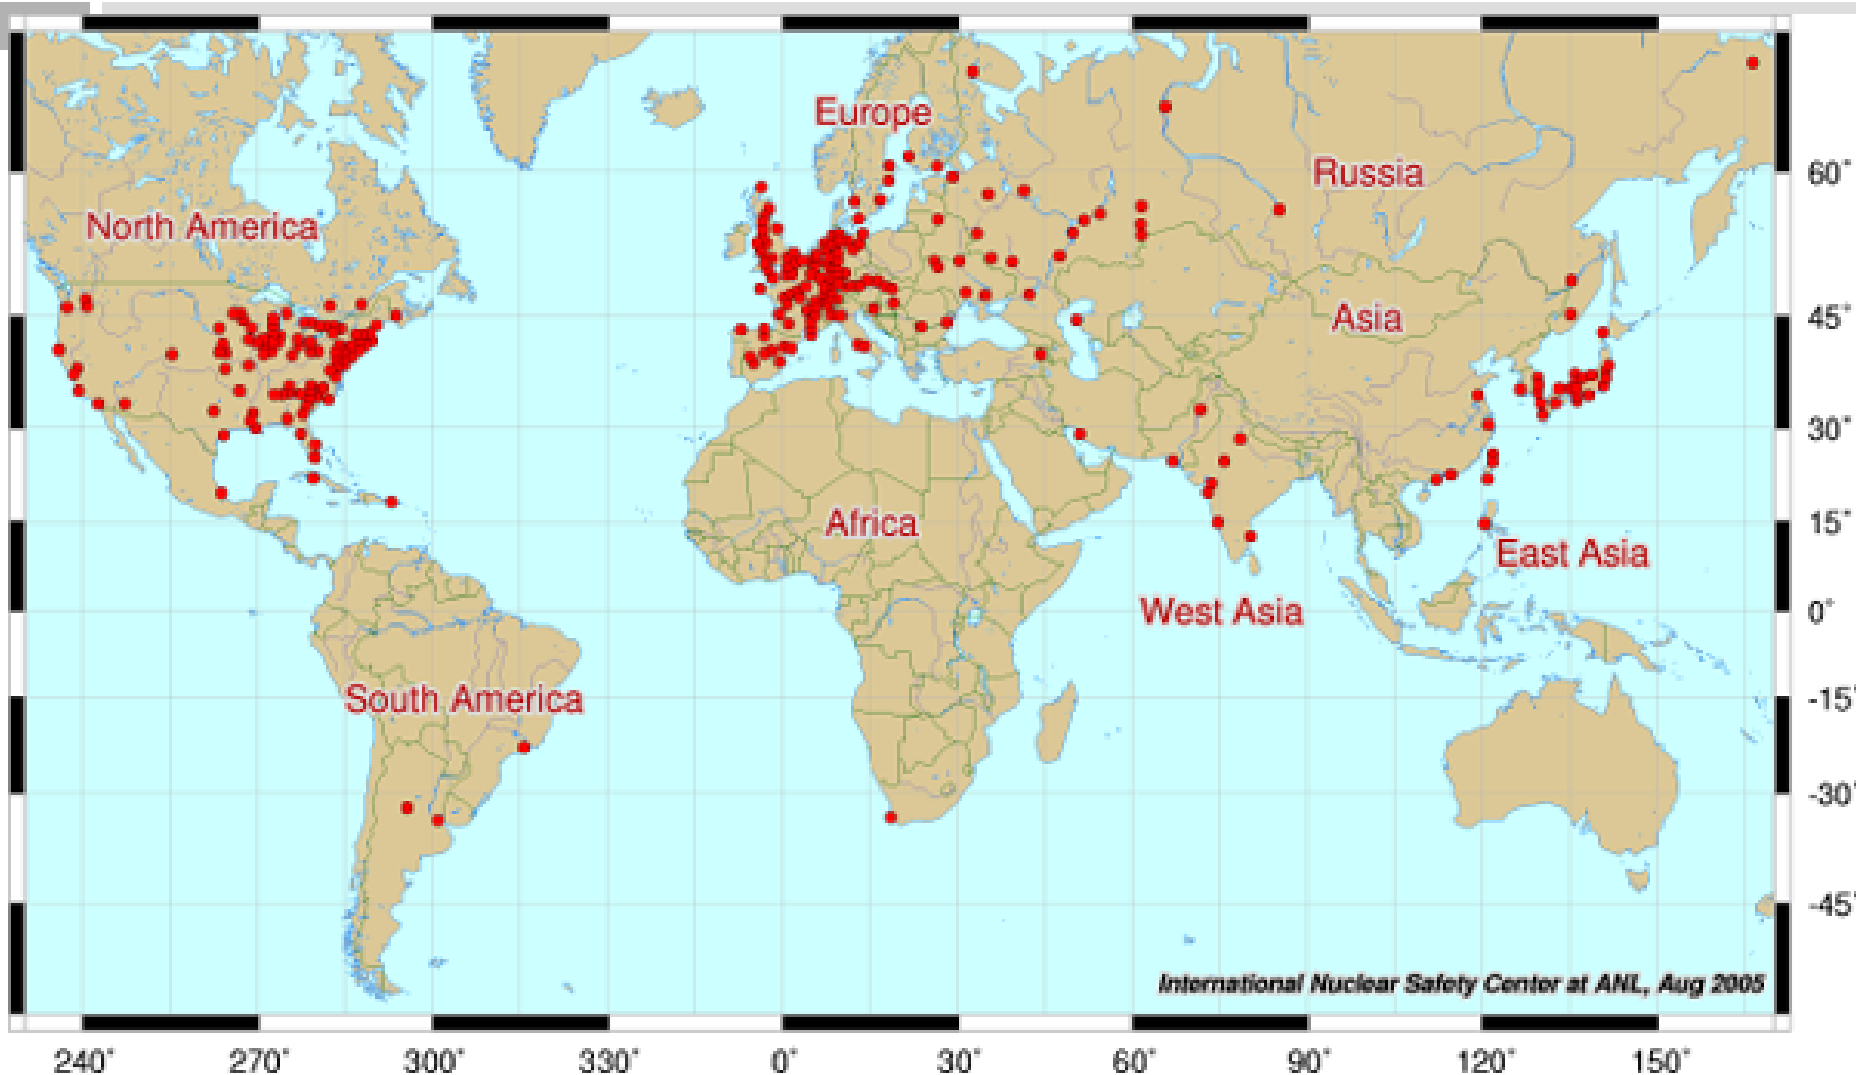 Europe
Russia
60°
North America
Asia
45°
30°
Africa
15°
East Asia
West Asia
0°
South America
-15°
-30°
-45°
International Nuclear Safety Center at ANL, Aug 2005
240° 270° 300° 330° 0° 30° 60° 90° 120° 150°